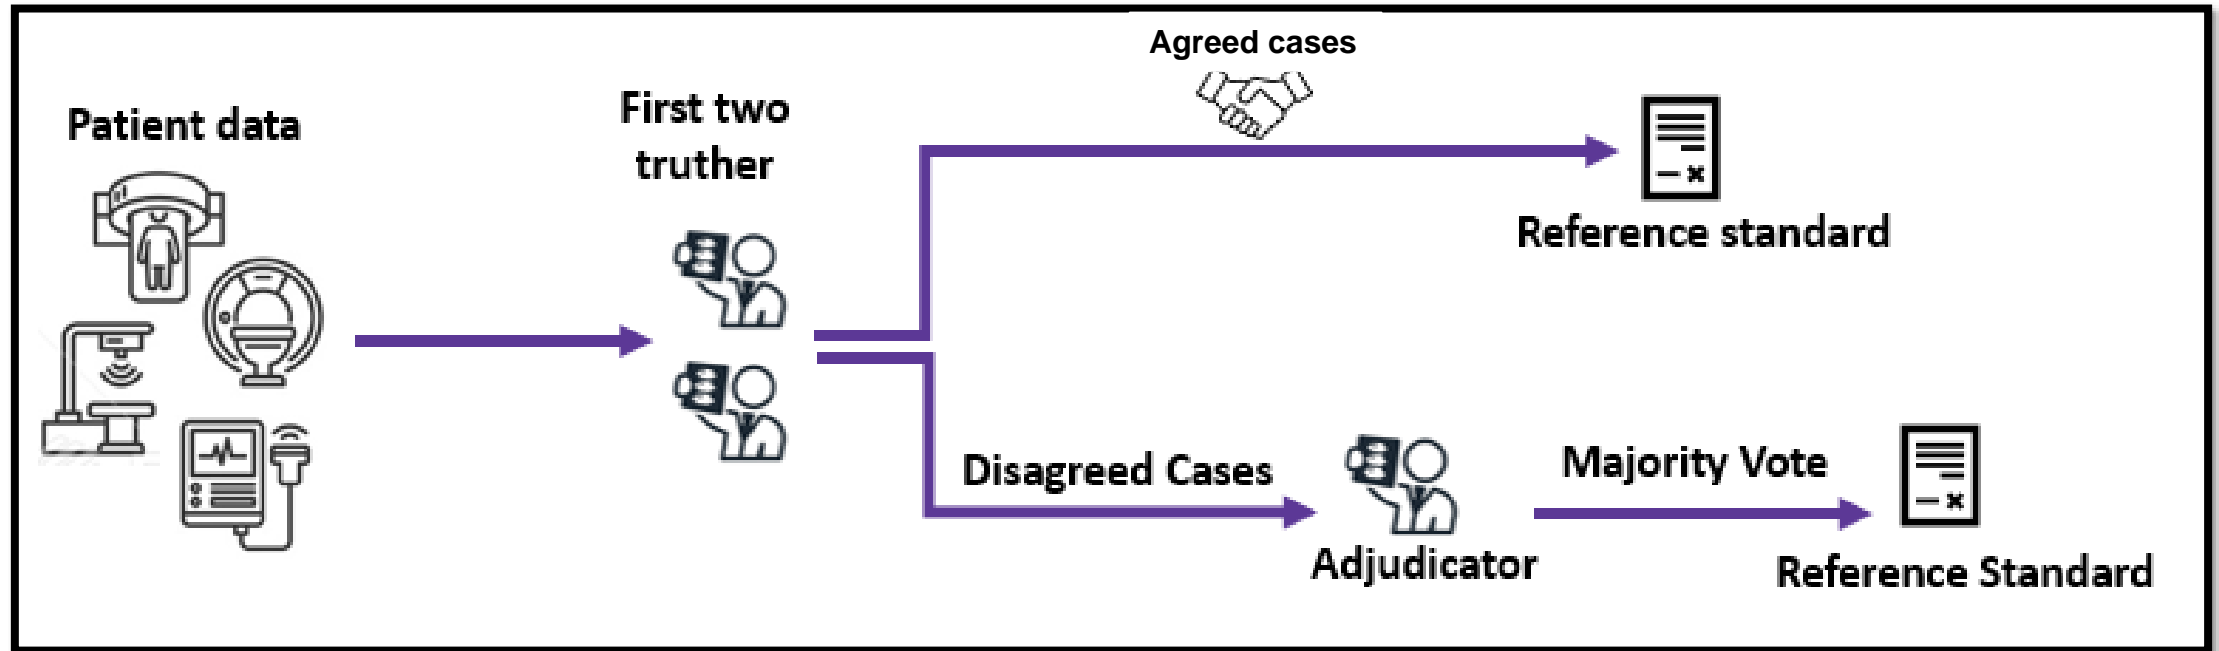 Patient data
First two
truther
Agreed cases
Reference standard
Disagreed Cases
Adjudicator
Majority Vote
Reference Standard